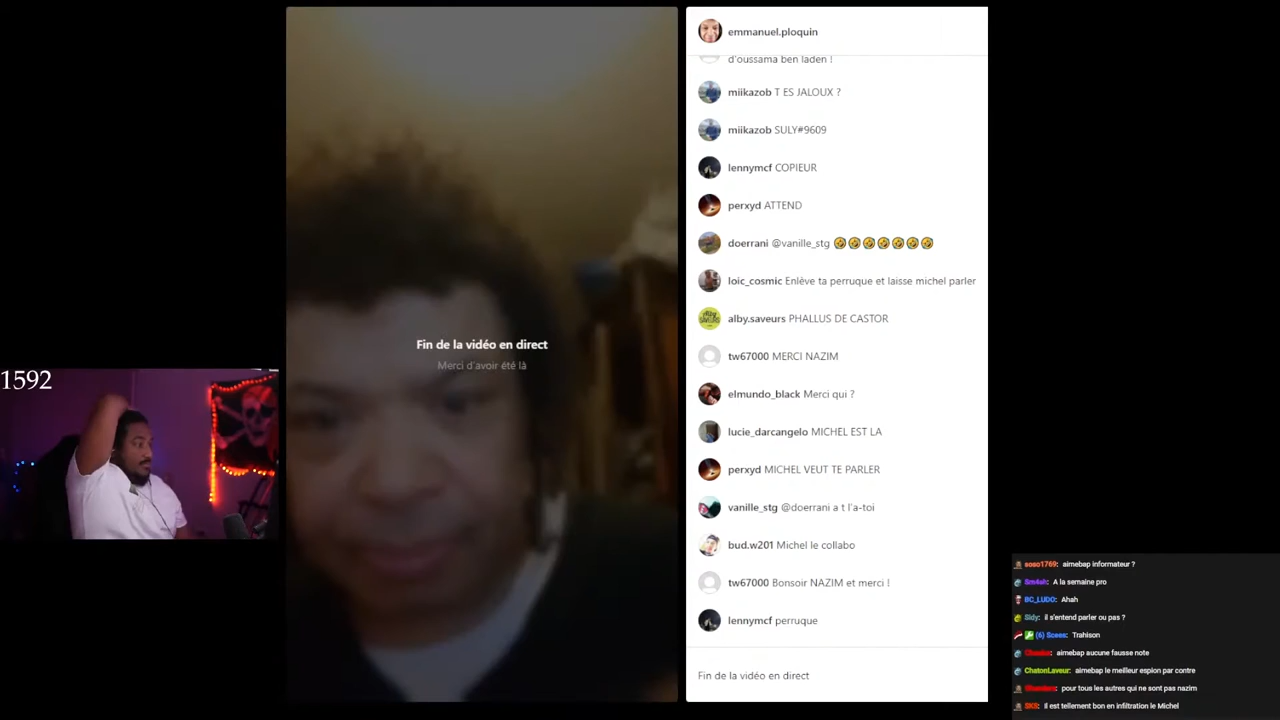 emmanuel.ploquin
d'oussama ben laden !
miikazob T ES JALOUX ?
miikazob SULY#9609
lennymcf COPIEUR
perxyd ATTEND
doerrani @vanille_stg 🤣🤣🤣🤣🤣🤣🤣
loic_cosmic Enlève ta perruque et laisse michel parler
alby.saveurs PHALLUS DE CASTOR
tw67000 MERCI NAZIM
elmundo_black Merci qui ?
lucie_darcangelo MICHEL EST LA
perxyd MICHEL VEUT TE PARLER
vanille_stg @doerrani a t l'a-toi
bud.w201 Michel le collabo
tw67000 Bonsoir NAZIM et merci !
lennymcf perruque
Fin de la vidéo en direct
Fin de la vidéo en direct
Merci d'avoir été là
1592
soso1769: aimebap informateur ?
Sm4sh: A la semaine pro
BC_LUDO: Ahah
Sidy: il s'entend parler ou pas ?
(6) Scees: Trahison
aimebap aucune fausse note
ChatonLaveur: aimebap le meilleur espion par contre
pour tous les autres qui ne sont pas nazim
SKS: Il est tellement bon en infiltration le Michel